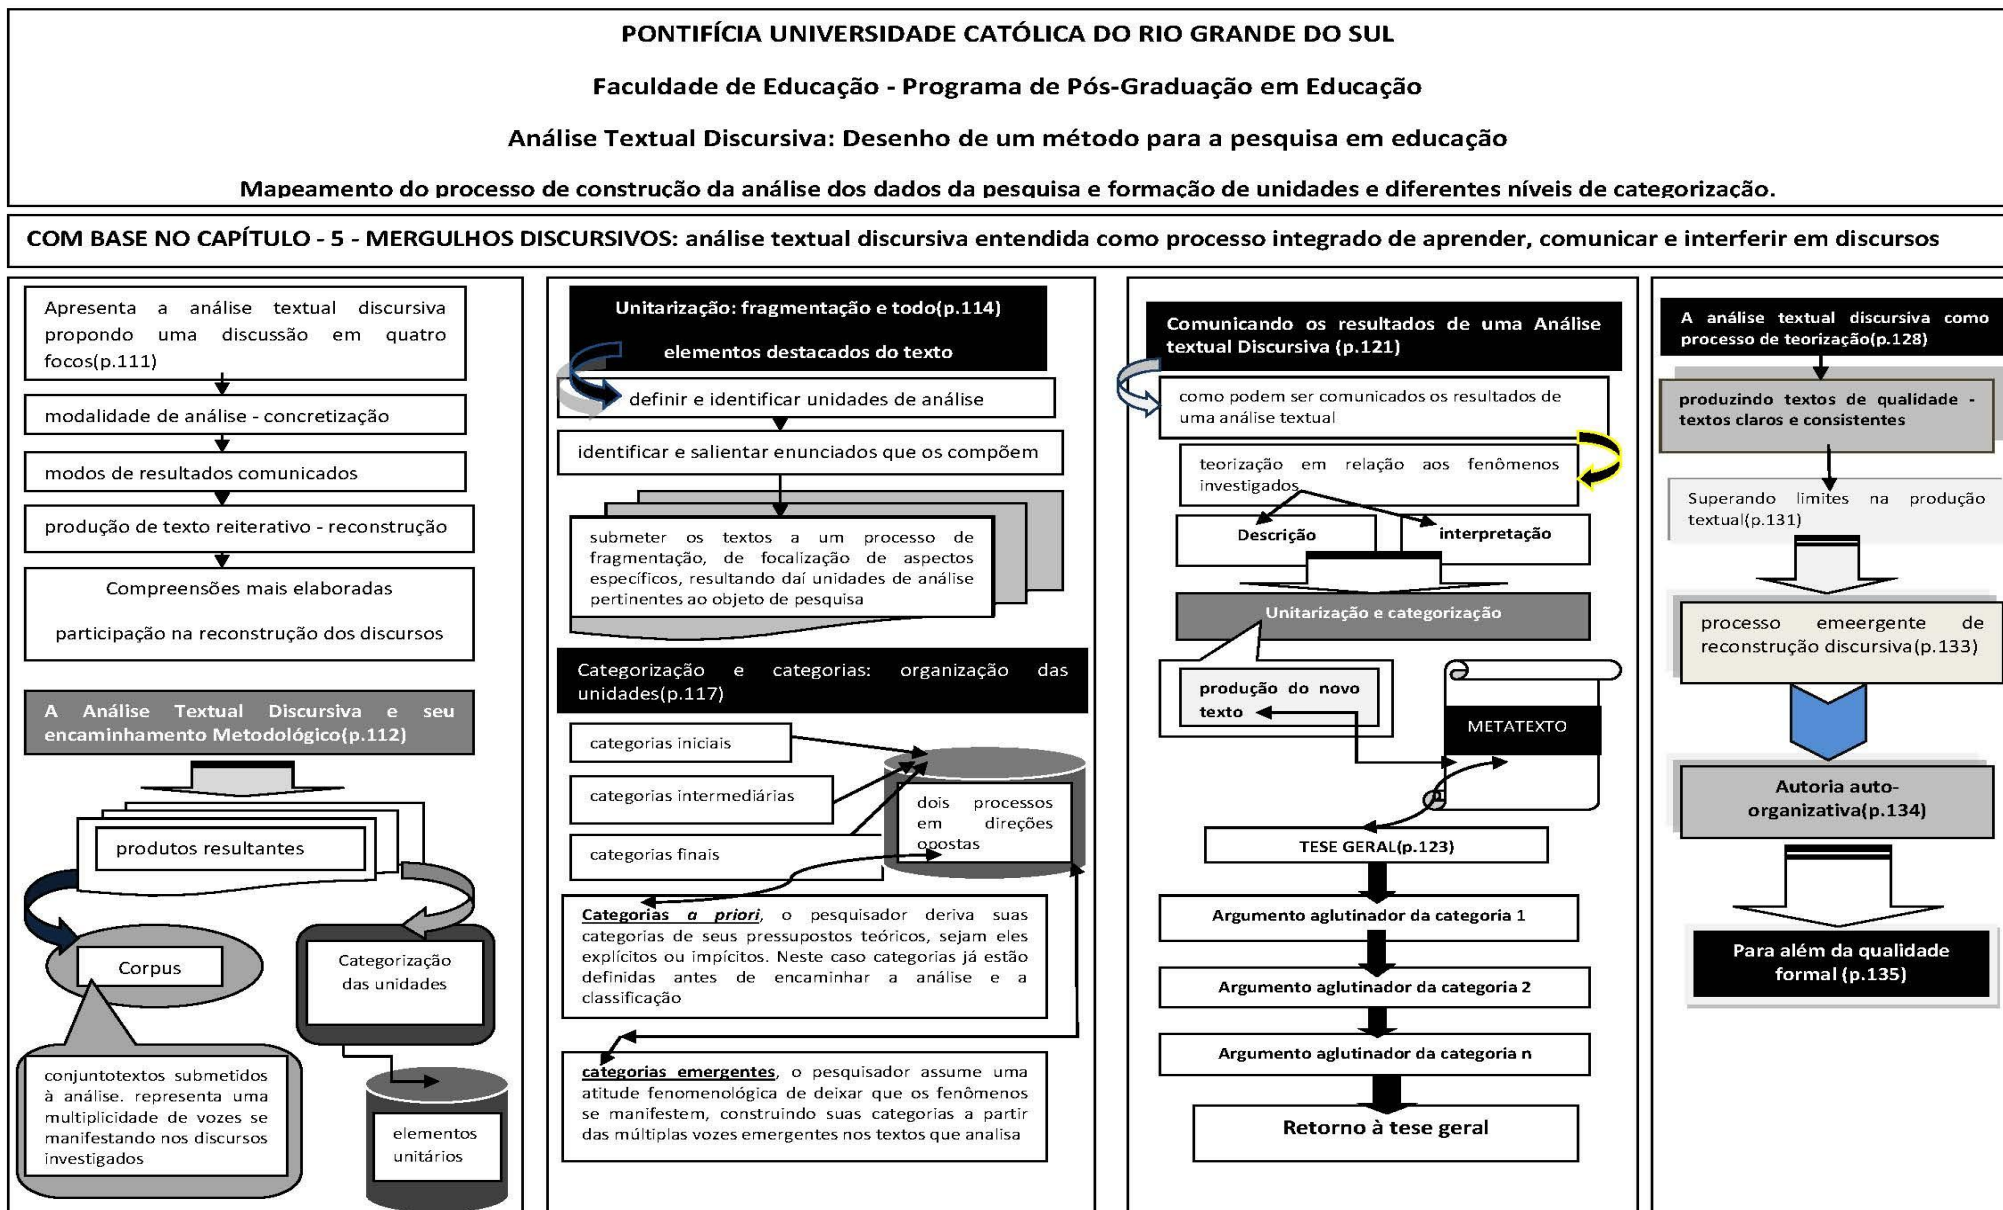 PONTIFÍCIA UNIVERSIDADE CATÓLICA DO RIO GRANDE DO SUL
Faculdade de Educação - Programa de Pós-Graduação em Educação
Análise Textual Discursiva: Desenho de um método para a pesquisa em educação
Mapeamento do processo de construção da análise dos dados da pesquisa e formação de unidades e diferentes níveis de categorização.
COM BASE NO CAPÍTULO - 5 - MERGULHOS DISCURSIVOS: análise textual discursiva entendida como processo integrado de aprender, comunicar e interferir em discursos
Apresenta a análise textual discursiva
propondo uma discussão em quatro
focos(p.111)
modalidade de análise - concretização
modos de resultados comunicados
produção de texto reiterativo - reconstrução
Compreensões mais elaboradas
participação na reconstrução dos discursos
A Análise Textual Discursiva e seu
encaminhamento Metodológico(p.112)
produtos resultantes
Corpus
Categorização
das unidades
conjuntotextos submetidos
à análise. representa uma
multiplicidade de vozes se
manifestando nos discursos
investigados
elementos
unitários
Unitarização: fragmentação e todo(p.114)
elementos destacados do texto
definir e identificar unidades de análise
identificar e salientar enunciados que os compõem
submeter os textos a um processo de
fragmentação, de focalização de aspectos
específicos, resultando daí unidades de análise
pertinentes ao objeto de pesquisa
Categorização e categorias: organização das
unidades(p.117)
categorias iniciais
categorias intermediárias
categorias finais
dois processos
em direções
opostas
Categorias a priori, o pesquisador deriva suas
categorias de seus pressupostos teóricos, sejam eles
explícitos ou impícitos. Neste caso categorias já estão
definidas antes de encaminhar a análise e a
classificação
categorias emergentes, o pesquisador assume uma
atitude fenomenológica de deixar que os fenômenos
se manifestem, construindo suas categorias a partir
das múltiplas vozes emergentes nos textos que analisa
Comunicando os resultados de uma Análise
textual Discursiva (p.121)
como podem ser comunicados os resultados de
uma análise textual
teorização em relação aos fenômenos
investigados
Descrição
interpretação
Unitarização e categorização
produção do novo
texto
METATEXTO
TESE GERAL(p.123)
Argumento aglutinador da categoria 1
Argumento aglutinador da categoria 2
Argumento aglutinador da categoria n
Retorno à tese geral
A análise textual discursiva como
processo de teorização(p.128)
produzindo textos de qualidade -
textos claros e consistentes
Superando limites na produção
textual(p.131)
processo emeergente de
reconstrução discursiva(p.133)
Autoria auto-
organizativa(p.134)
Para além da qualidade
formal (p.135)